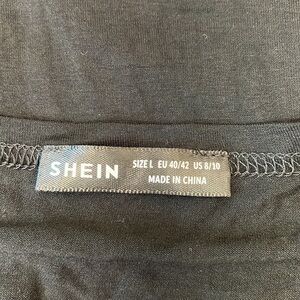 SHEIN
SIZE L EU 40/42 US 8/10
MADE IN CHINA